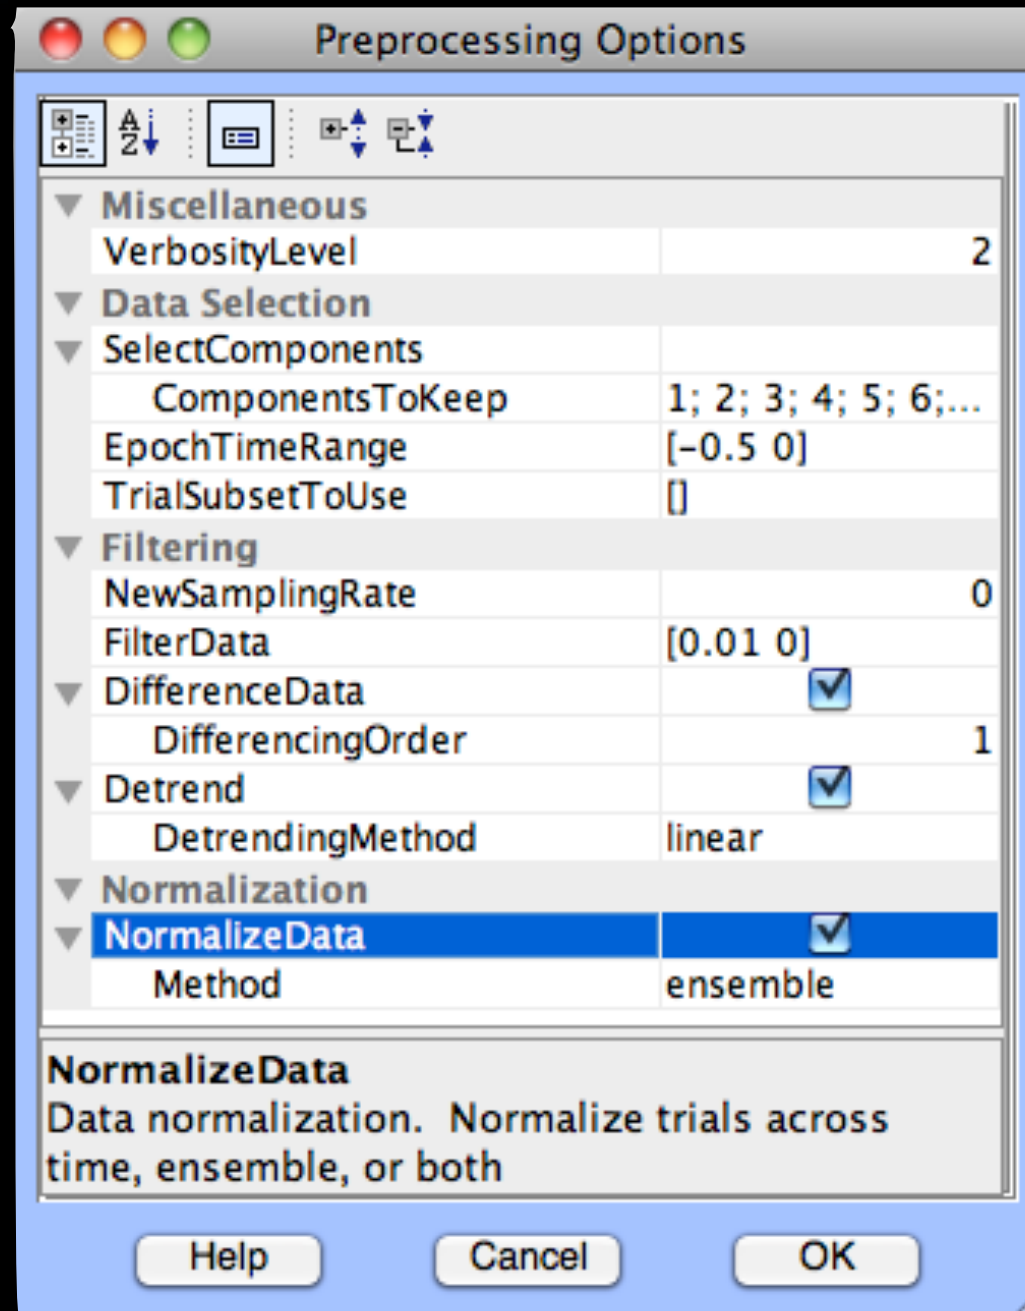 Preprocessing Options
A
Z
Miscellaneous
VerbosityLevel 2
Data Selection
SelectComponents
ComponentsToKeep 1; 2; 3; 4; 5; 6;...
EpochTimeRange [-0.5 0]
TrialSubsetToUse []
Filtering
NewSamplingRate 0
FilterData [0.01 0]
DifferenceData
DifferencingOrder 1
Detrend
DetrendingMethod linear
Normalization
NormalizeData
Method ensemble
NormalizeData
Data normalization. Normalize trials across
time, ensemble, or both
Help Cancel OK